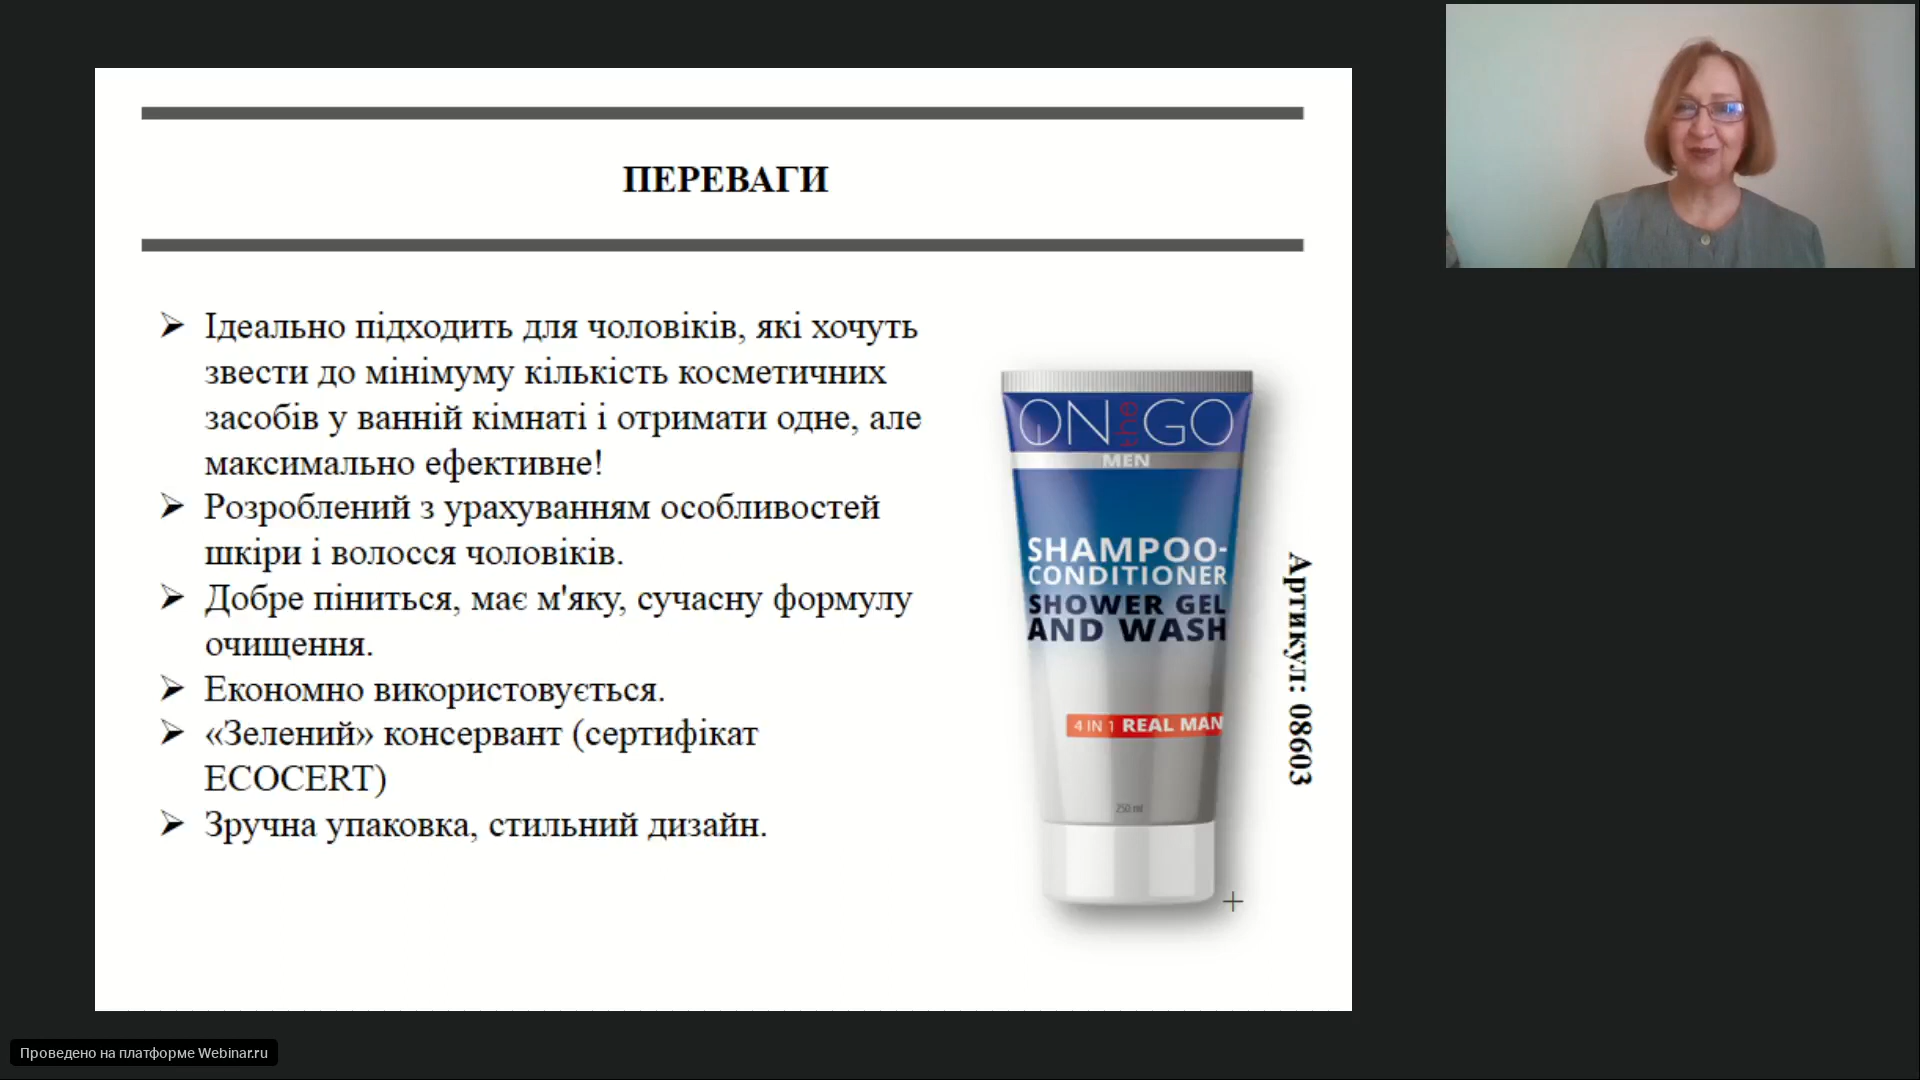 ПЕРЕВАГИ
➢ Ідеально підходить для чоловіків, які хочуть
звести до мінімуму кількість косметичних
засобів у ванній кімнаті і отримати одне, але
максимально ефективне!
➢ Розроблений з урахуванням особливостей
шкіри і волосся чоловіків.
➢ Добре піниться, має м'яку, сучасну формулу
очищення.
➢ Економно використовується.
➢ «Зелений» консервант (сертифікат
ECOCERT)
➢ Зручна упаковка, стильний дизайн.
ON the GO
MEN
SHAMPOO-
CONDITIONER
SHOWER GEL
AND WASH
4 IN 1 REAL MAN
250 ml
Артикул: 08603
Проведено на платформе Webinar.ru